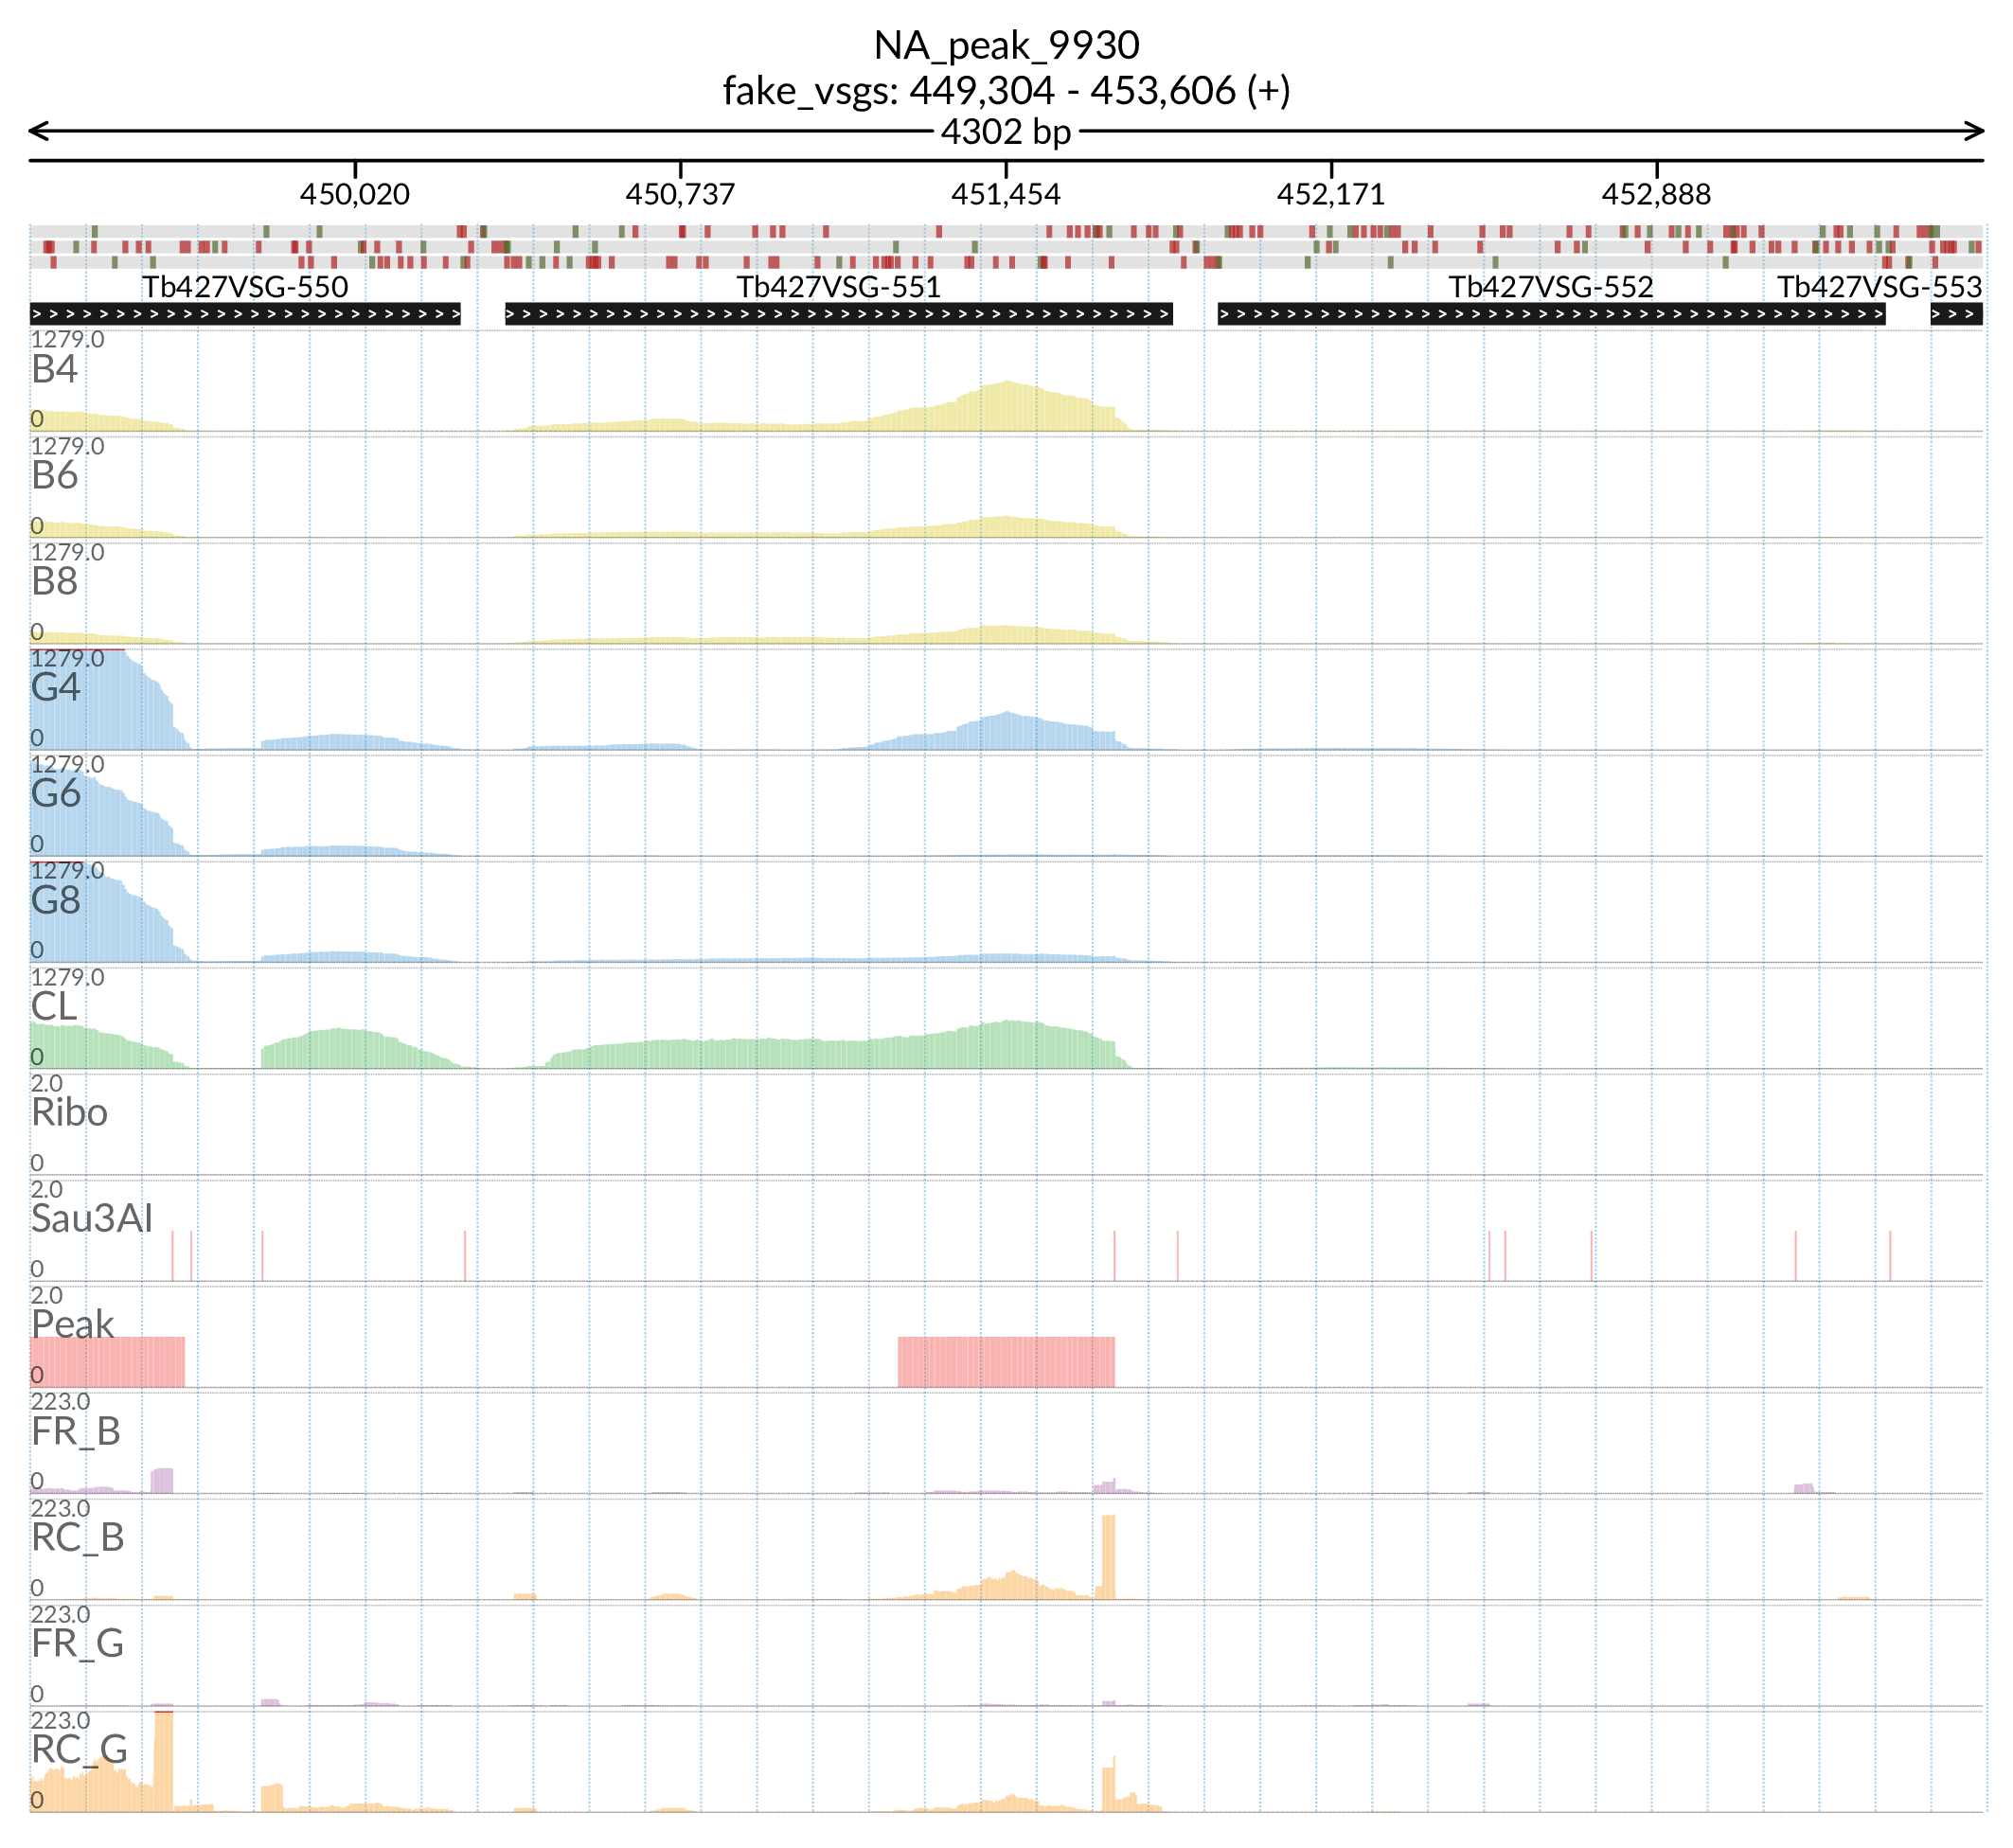 NA_peak_9930
fake_vsgs: 449,304 - 453,606 (+)
4302 bp
450,020 450,737 451,454 452,171 452,888
Tb427VSG-550 Tb427VSG-551 Tb427VSG-552 Tb427VSG-553
1279.0
B4
0
1279.0
B6
0
1279.0
B8
0
1279.0
G4
0
1279.0
G6
0
1279.0
G8
0
1279.0
CL
0
2.0
Ribo
0
2.0
Sau3AI
0
2.0
Peak
0
223.0
FR_B
0
223.0
RC_B
0
223.0
FR_G
0
223.0
RC_G
0